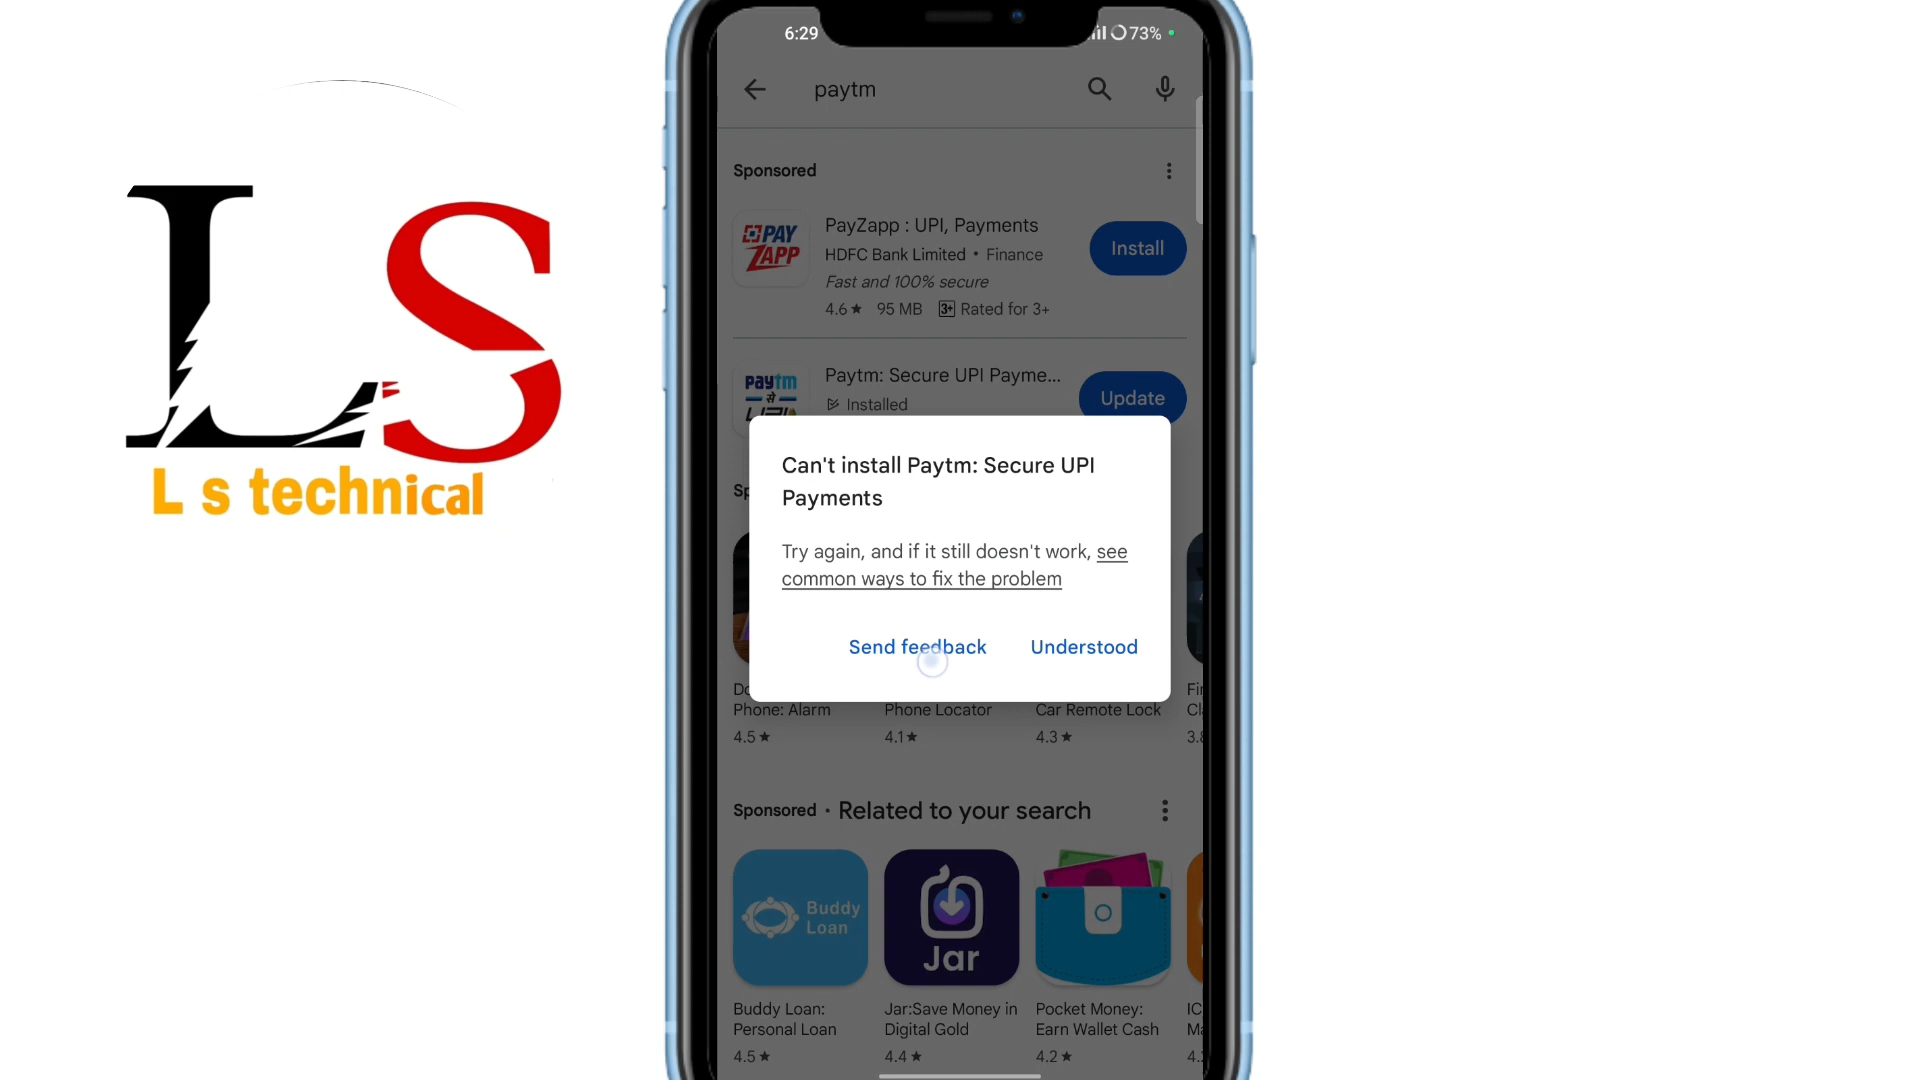 6:29
73%
paytm
Sponsored
PAY
ZAPP
PayZapp : UPI, Payments
HDFC Bank Limited • Finance
Fast and 100% secure
4.6★ 95 MB 3+ Rated for 3+
Install
paytm
से
UPI
Paytm: Secure UPI Payme...
Installed
Update
Can't install Paytm: Secure UPI
Payments
Try again, and if it still doesn't work, see
common ways to fix the problem
Send feedback
Understood
Phone: Alarm
4.5★
Phone Locator
4.1★
Car Remote Lock
4.3★
Sponsored • Related to your search
Buddy
Loan
Jar
Buddy Loan:
Personal Loan
4.5★
Jar:Save Money in
Digital Gold
4.4★
Pocket Money:
Earn Wallet Cash
4.2★
LS
L s technical